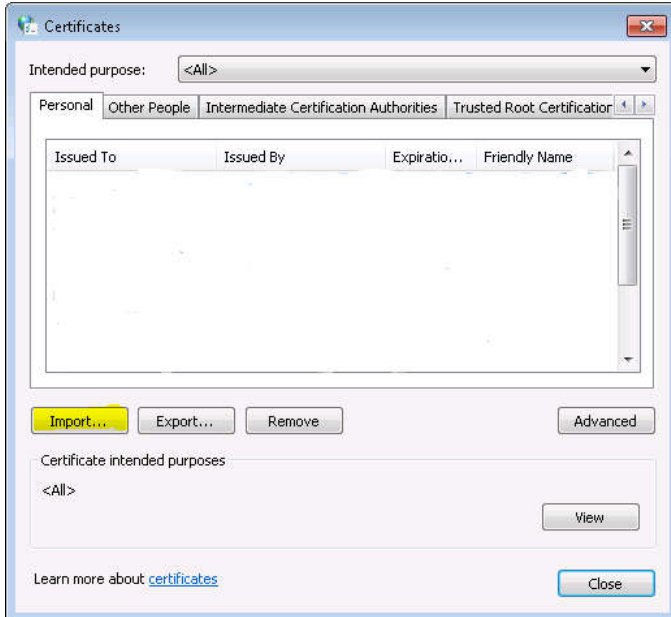 Certificates
Intended purpose: <All>
Personal Other People Intermediate Certification Authorities Trusted Root Certification
Issued To Issued By Expiratio... Friendly Name
Import... Export... Remove Advanced
Certificate intended purposes
<All>
View
Learn more about certificates
Close